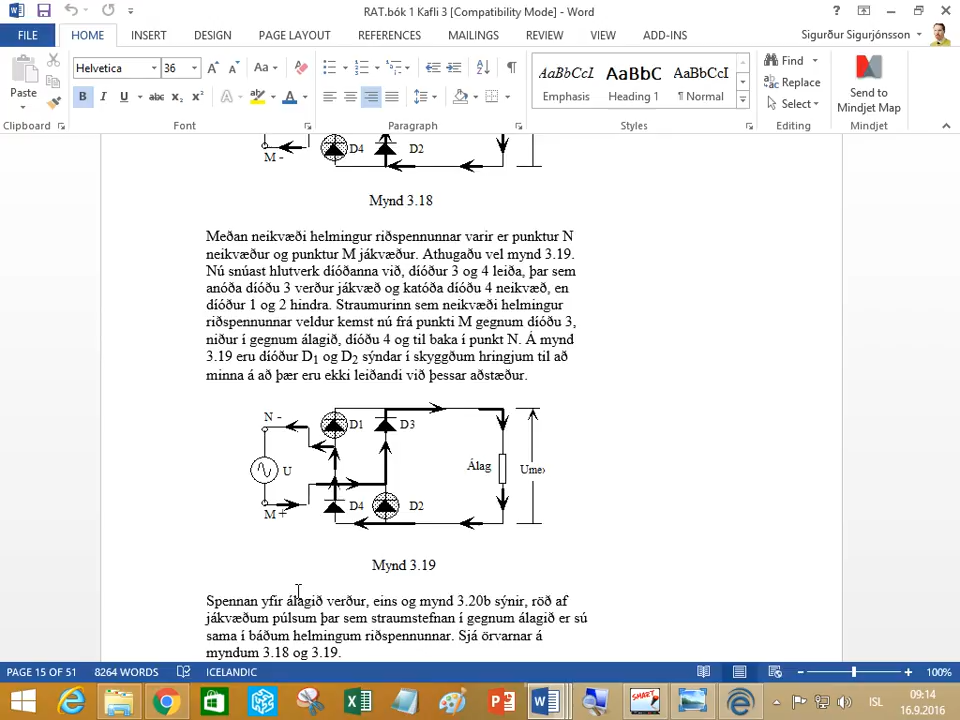 RAT.bók 1 Kafli 3 [Compatibility Mode] - Word
?
FILE HOME INSERT DESIGN PAGE LAYOUT REFERENCES MAILINGS REVIEW VIEW ADD-INS Sigurður Sigurjónsson
Helvetica 36 A A Aa
Paste
B I U abc x₂ x² A A
AaBbCcI AaBbC AaBbCcI
Emphasis Heading 1 ¶ Normal
Find
Replace
Select
Send to
Mindjet Map
Clipboard Font Paragraph Styles Editing Mindjet
M - D4 D2
Mynd 3.18
Meðan neikvæði helmingur riðspennunnar varir er punktur N
neikvæður og punktur M jákvæður. Athugaðu vel mynd 3.19.
Nú snúast hlutverk díóðanna við, díóður 3 og 4 leiða, þar sem
anóða díóðu 3 verður jákvæð og katóða díóðu 4 neikvæð, en
díóður 1 og 2 hindra. Straumurinn sem neikvæði helmingur
riðspennunnar veldur kemst nú frá punkti M gegnum díóðu 3,
niður í gegnum álagið, díóðu 4 og til baka í punkt N. Á mynd
3.19 eru díóður D1 og D2 sýndar í skyggðum hringjum til að
minna á að þær eru ekki leiðandi við þessar aðstæður.
N - D1 D3
U Álag Ume
M + D4 D2
Mynd 3.19
Spennan yfir álagið verður, eins og mynd 3.20b sýnir, röð af
jákvæðum púlsum þar sem straumstefnan í gegnum álagið er sú
sama í báðum helmingum riðspennunnar. Sjá örvarnar á
myndum 3.18 og 3.19.
PAGE 15 OF 51 8264 WORDS ICELANDIC 100%
ISL 09:14
16.9.2016